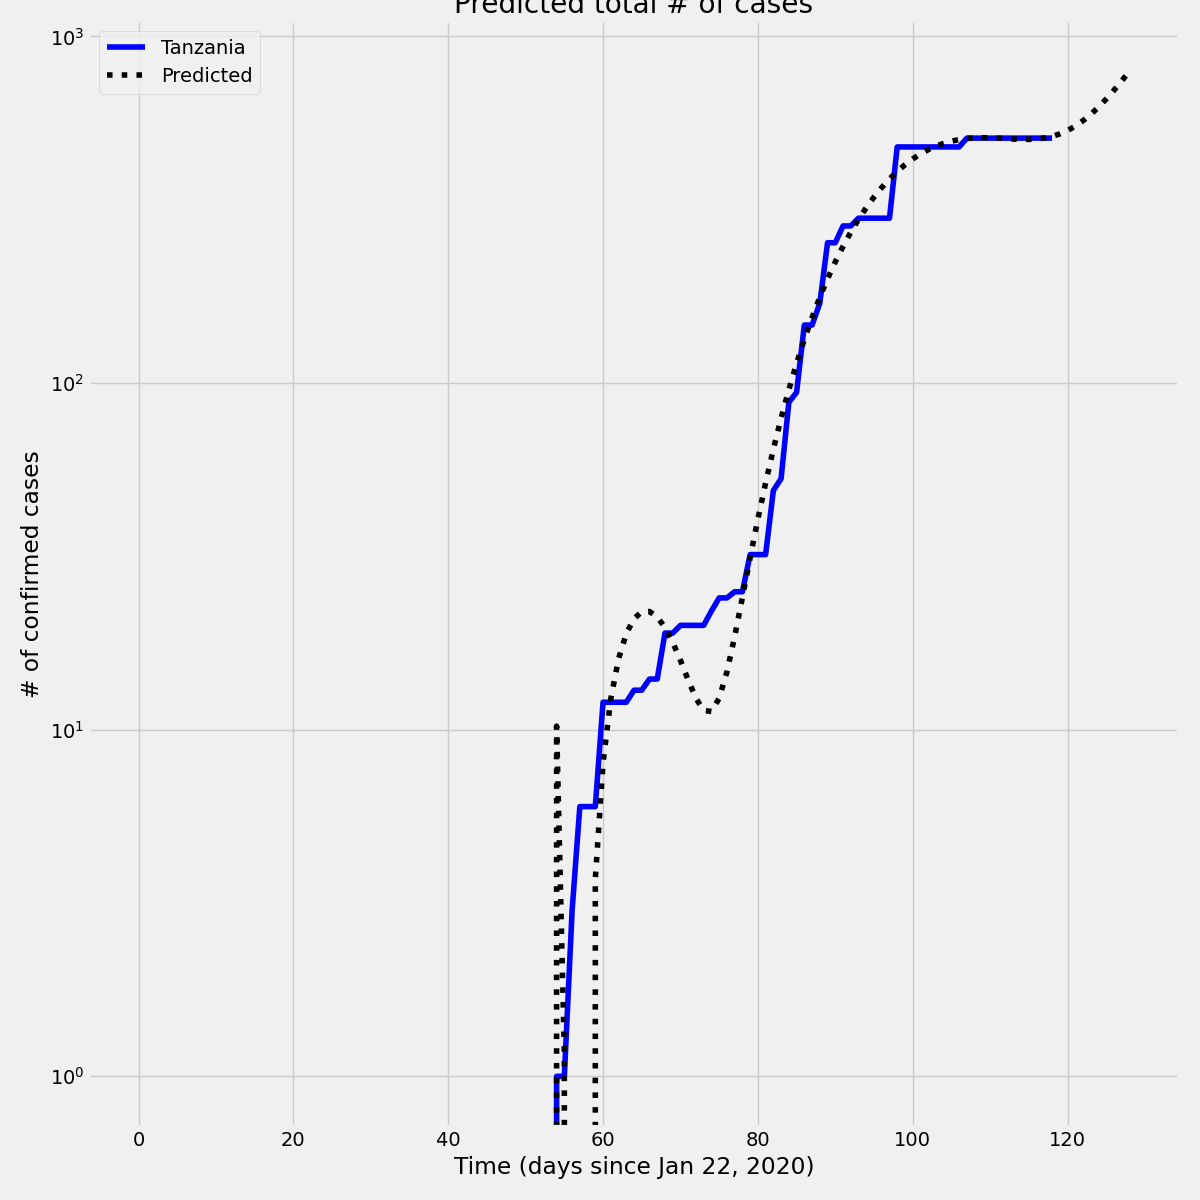 Predicted total # of cases
Tanzania
Predicted
10³
10²
10¹
10⁰
# of confirmed cases
0 20 40 60 80 100 120
Time (days since Jan 22, 2020)